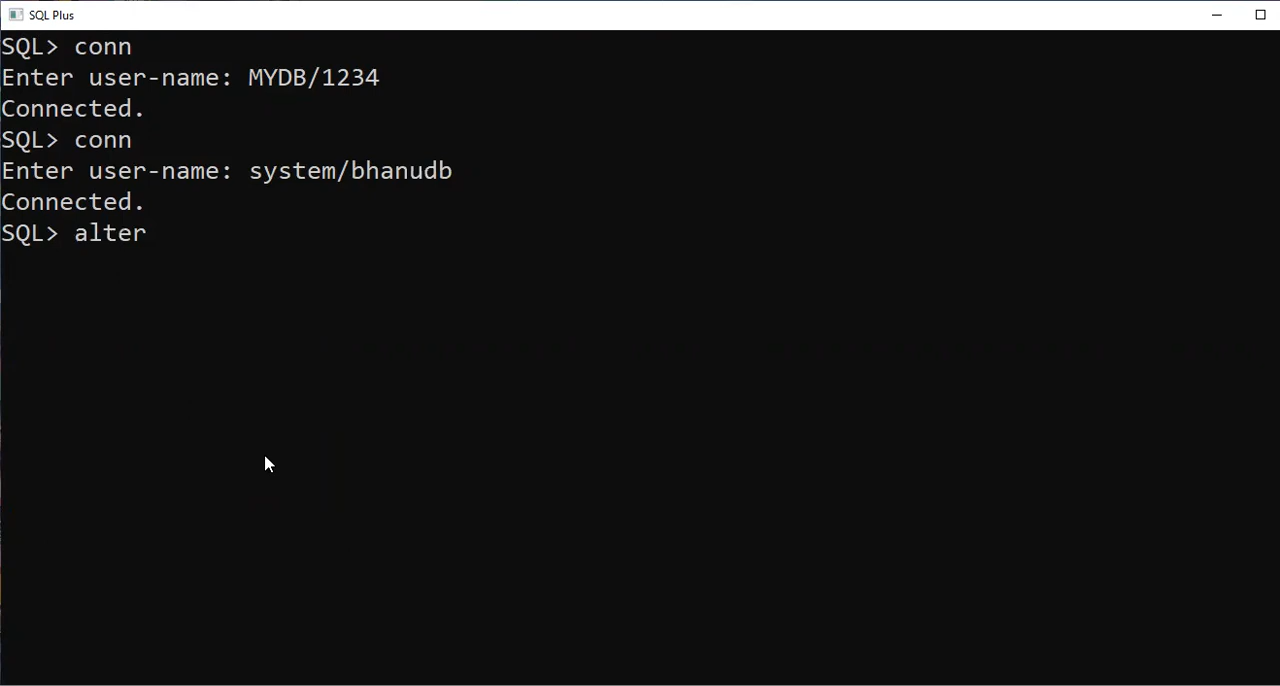 SQL Plus
SQL> conn
Enter user-name: MYDB/1234
Connected.
SQL> conn
Enter user-name: system/bhanudb
Connected.
SQL> alter